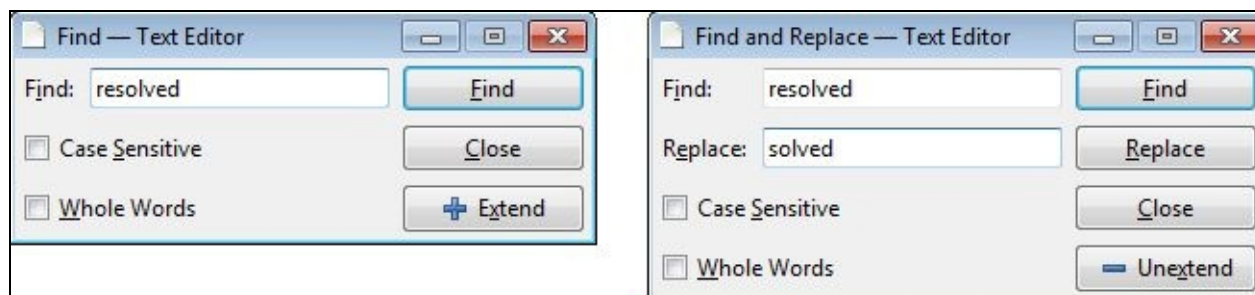 Find — Text Editor
Find: resolved Find
Case Sensitive Close
Whole Words Extend
Find and Replace — Text Editor
Find: resolved Find
Replace: solved Replace
Case Sensitive Close
Whole Words Unextend